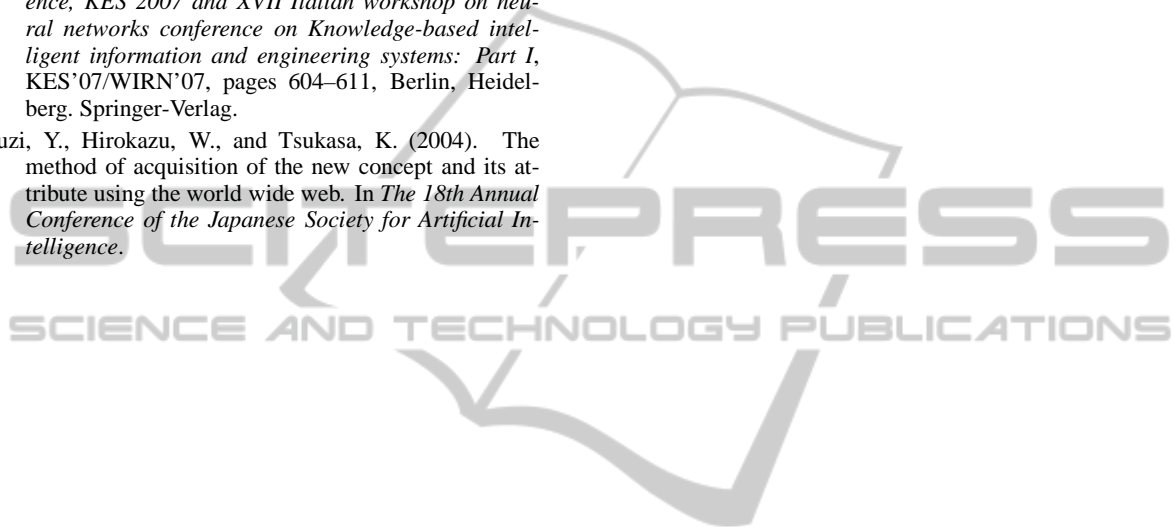 ence, KES 2007 and XVII Italian workshop on neu-
ral networks conference on Knowledge-based intel-
ligent information and engineering systems: Part I,
KES'07/WIRN'07, pages 604–611, Berlin, Heidel-
berg. Springer-Verlag.
Y., Hirokazu, W., and Tsukasa, K. (2004). The
method of acquisition of the new concept and its at-
tribute using the world wide web. In The 18th Annual
Conference of the Japanese Society for Artificial In-
telligence.
SCITEPRESS
SCIENCE AND TECHNOLOGY PUBLICATIONS